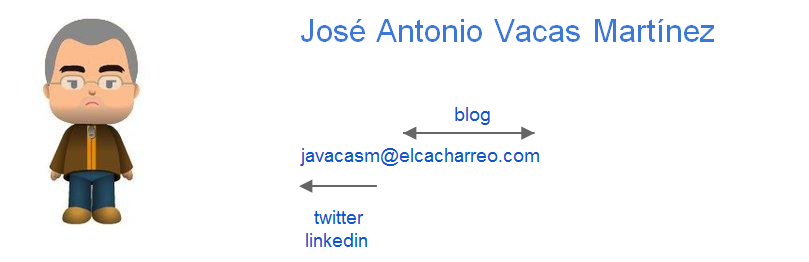 José Antonio Vacas Martínez
blog
javacasm@elcacharreo.com
twitter
linkedin